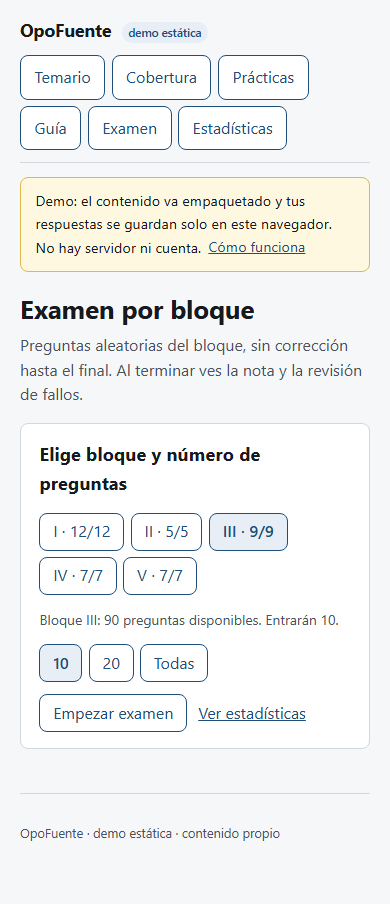 OpoFuente demo estática
Temario Cobertura Prácticas
Guía Examen Estadísticas
Demo: el contenido va empaquetado y tus
respuestas se guardan solo en este navegador.
No hay servidor ni cuenta. Cómo funciona
Examen por bloque
Preguntas aleatorias del bloque, sin corrección
hasta el final. Al terminar ves la nota y la revisión
de fallos.
Elige bloque y número de
preguntas
I · 12/12 II · 5/5 III · 9/9
IV · 7/7 V · 7/7
Bloque III: 90 preguntas disponibles. Entrarán 10.
10 20 Todas
Empezar examen Ver estadísticas
OpoFuente · demo estática · contenido propio